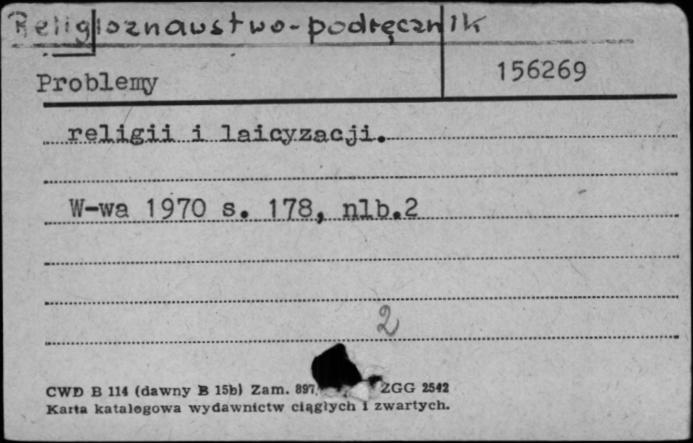 Religioznawstwo-podręcznik
Problemy 156269
religii i laicyzacji.
W-wa 1970 s. 178, nlb.2
2
CWD B 114 (dawny B 15b) Zam. 897 ZGG 2542
Karta katalogowa wydawnictw ciągłych i zwartych.